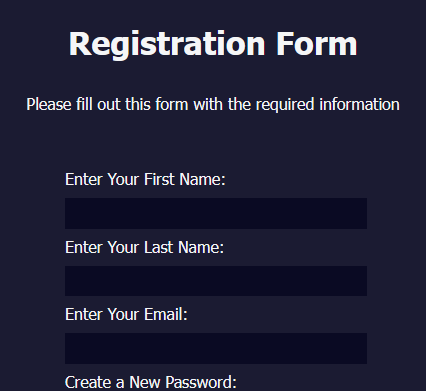 Registration Form
Please fill out this form with the required information
Enter Your First Name:
Enter Your Last Name:
Enter Your Email:
Create a New Password: